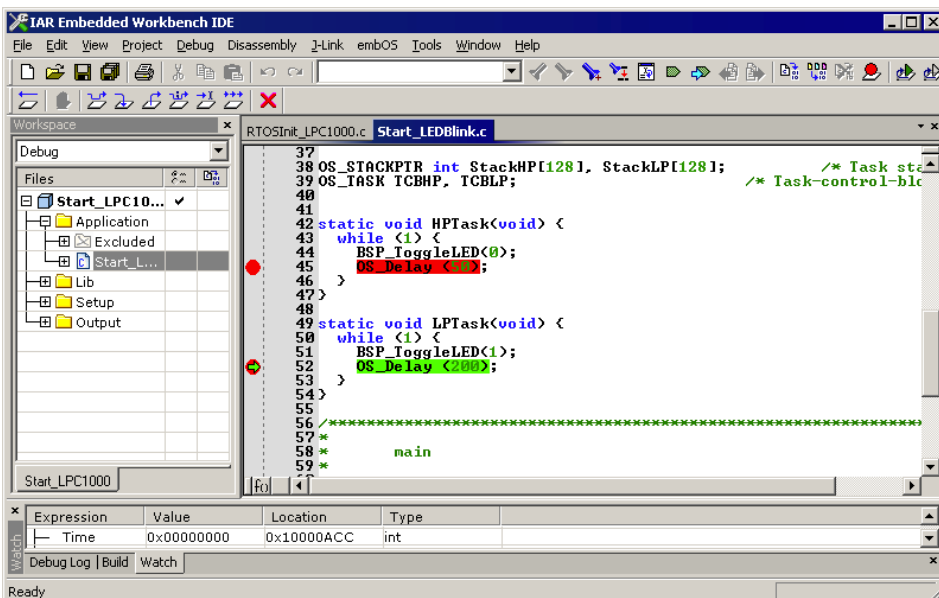 IAR Embedded Workbench IDE
File Edit View Project Debug Disassembly J-Link embOS Tools Window Help
Workspace
RTOSInit_LPC1000.c Start_LEDBlink.c
Debug
Files
Start_LPC10...
Application
Excluded
Start_L...
Lib
Setup
Output
Start_LPC1000
37
38 OS_STACKPTR int StackHP[128], StackLP[128]; /* Task sta
39 OS_TASK TCBHP, TCBLP; /* Task-control-blo
40
41
42 static void HPTask(void) {
43 while (1) {
44 BSP_ToggleLED(0);
45 OS_Delay (50);
46 }
47 }
48
49 static void LPTask(void) {
50 while (1) {
51 BSP_ToggleLED(1);
52 OS_Delay (200);
53 }
54 }
55
56 /*********************************************************************
57 *
58 * main
59 *
Expression Value Location Type
Time 0x00000000 0x10000ACC int
Watch
Debug Log Build Watch
Ready